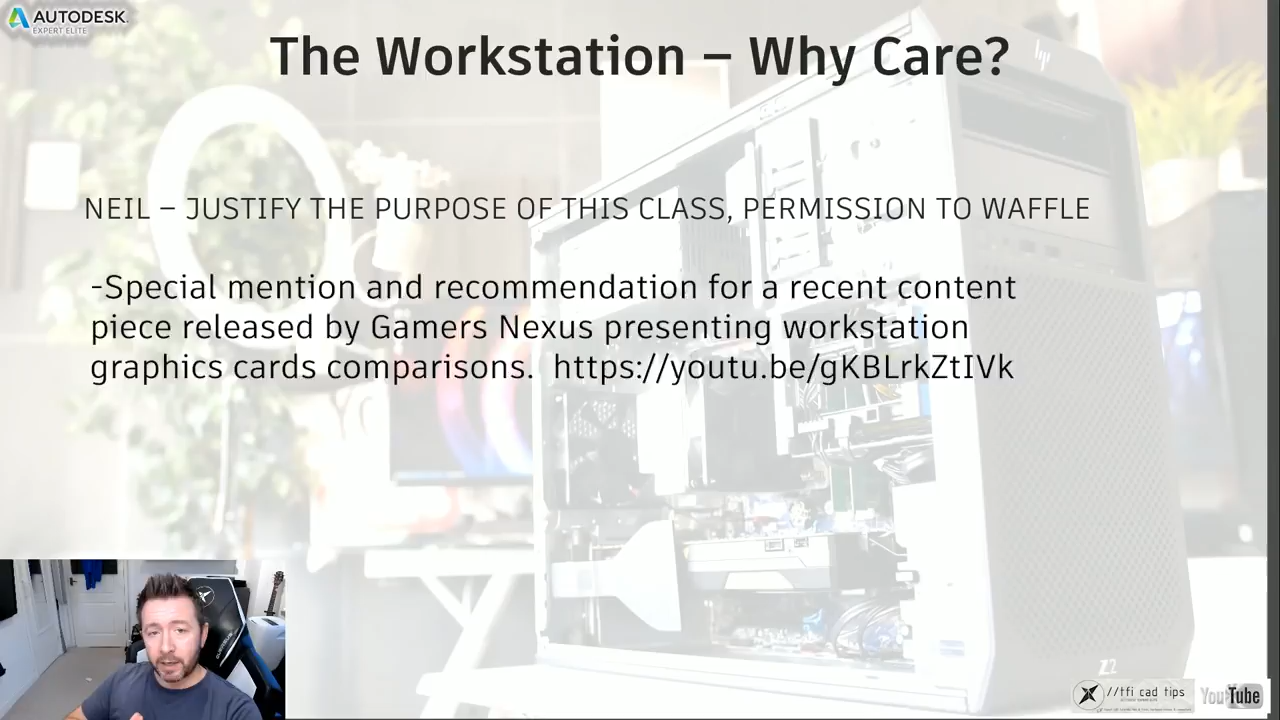 AUTODESK
EXPERT ELITE
The Workstation – Why Care?
NEIL – JUSTIFY THE PURPOSE OF THIS CLASS, PERMISSION TO WAFFLE
-Special mention and recommendation for a recent content
piece released by Gamers Nexus presenting workstation
graphics cards comparisons. https://youtu.be/gKBLrkZtIVk
hp
Z2
//tfi cad tips
YouTube